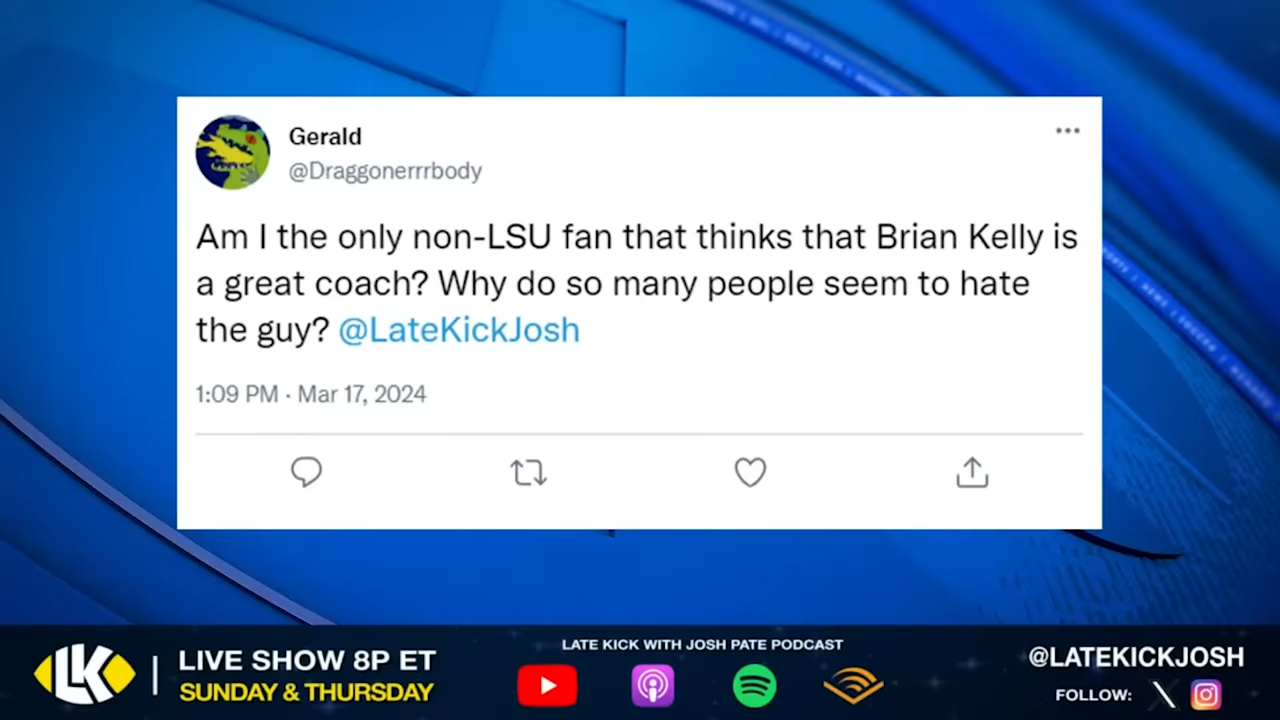 Gerald
@Draggonerrrbody
Am I the only non-LSU fan that thinks that Brian Kelly is
a great coach? Why do so many people seem to hate
the guy? @LateKickJosh
1:09 PM · Mar 17, 2024
LK
LIVE SHOW 8P ET
SUNDAY & THURSDAY
LATE KICK WITH JOSH PATE PODCAST
@LATEKICKJOSH
FOLLOW: